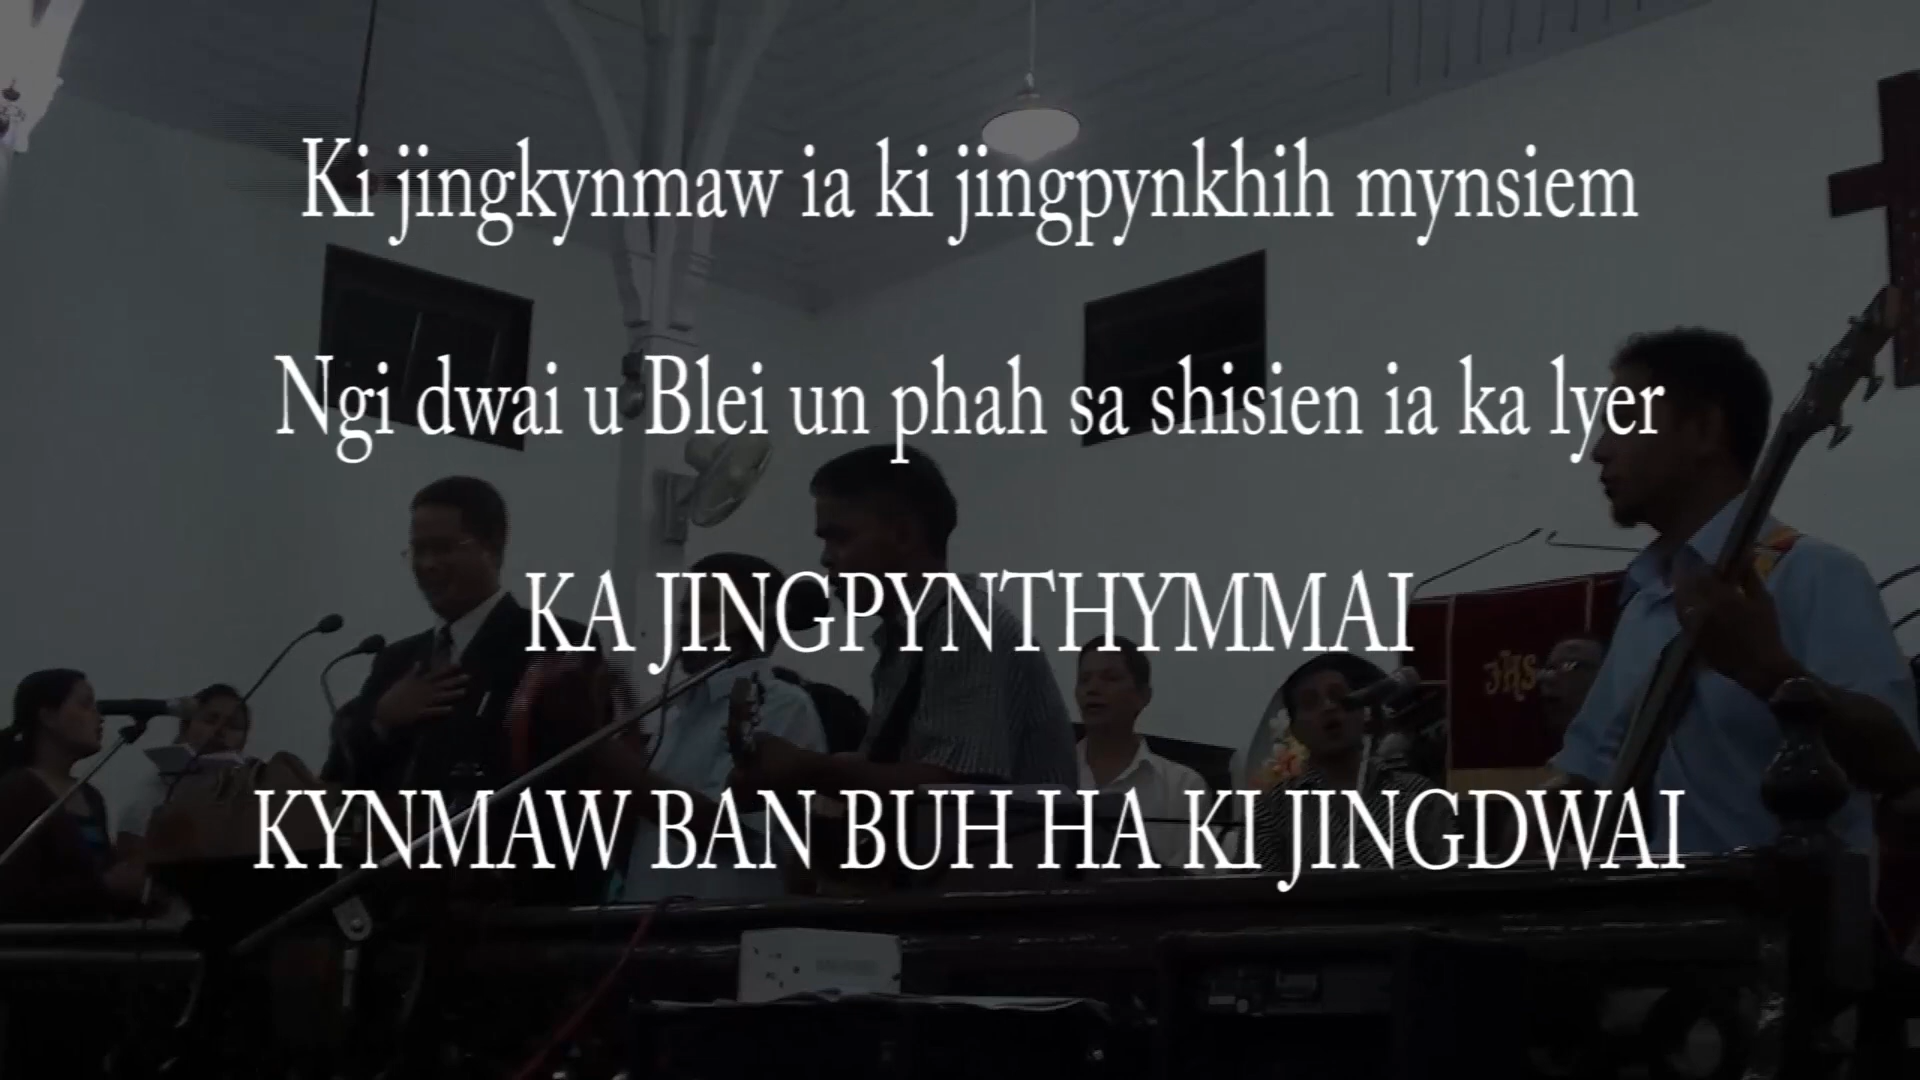 Ki jingkynmaw ia ki jingpynkhih mynsiem
Ngi dwai u Blei un phah sa shisien ia ka lyer
KA JINGPYNTHYMMAI
KYNMAW BAN BUH HA KI JINGDWAI
JHS